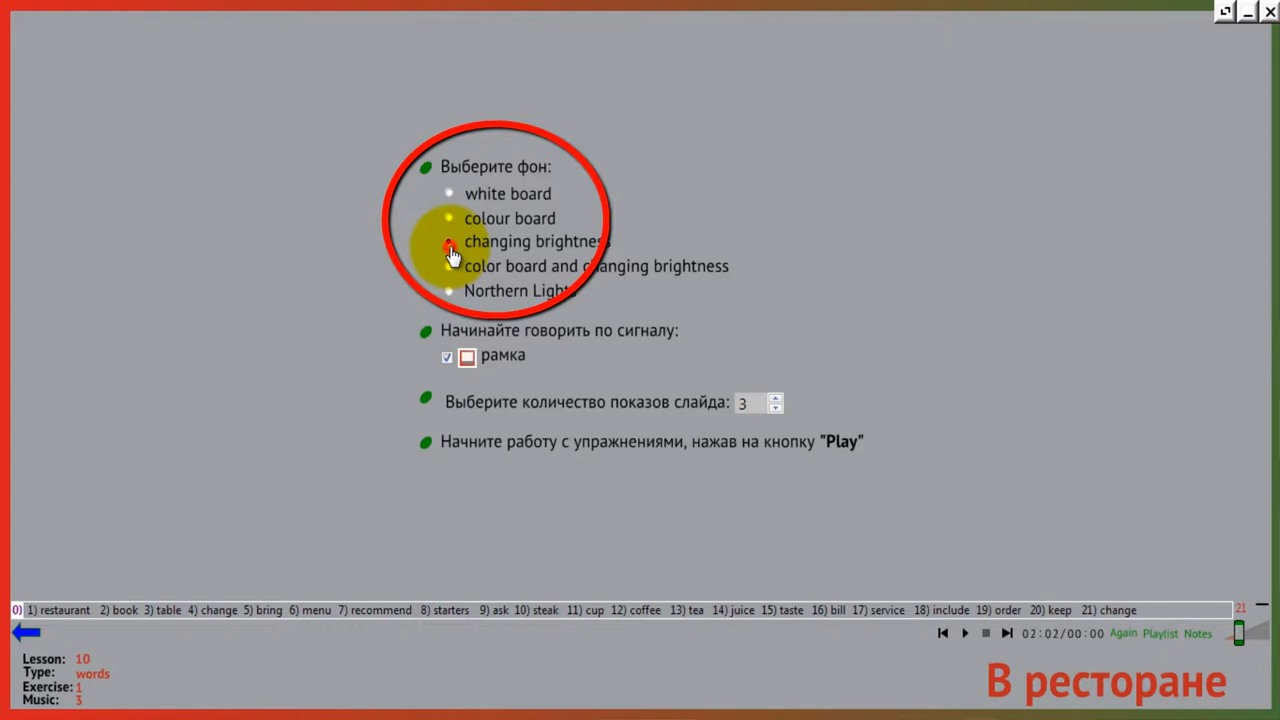 Выберите фон:
white board
colour board
changing brightness
color board and changing brightness
Northern Lights
Начинайте говорить по сигналу:
рамка
Выберите количество показов слайда: 3
Начните работу с упражнениями, нажав на кнопку "Play"
0) 1) restaurant 2) book 3) table 4) change 5) bring 6) menu 7) recommend 8) starters 9) ask 10) steak 11) cup 12) coffee 13) tea 14) juice 15) taste 16) bill 17) service 18) include 19) order 20) keep 21) change 21
02:02/00:00 Again Playlist Notes
Lesson: 10
Type: words
Exercise: 1
Music: 3
В ресторане